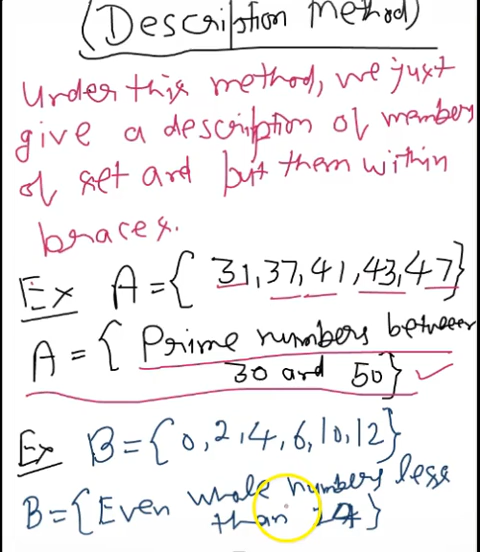 (Description method)
Under this method, we just
give a description of members
of set and put them within
braces.
Ex A={ 31,37,41,43,47}
A={ Prime numbers between
30 and 50}
Ex B={0,2,4,6,10,12}
B={Even whole numbers less
than }